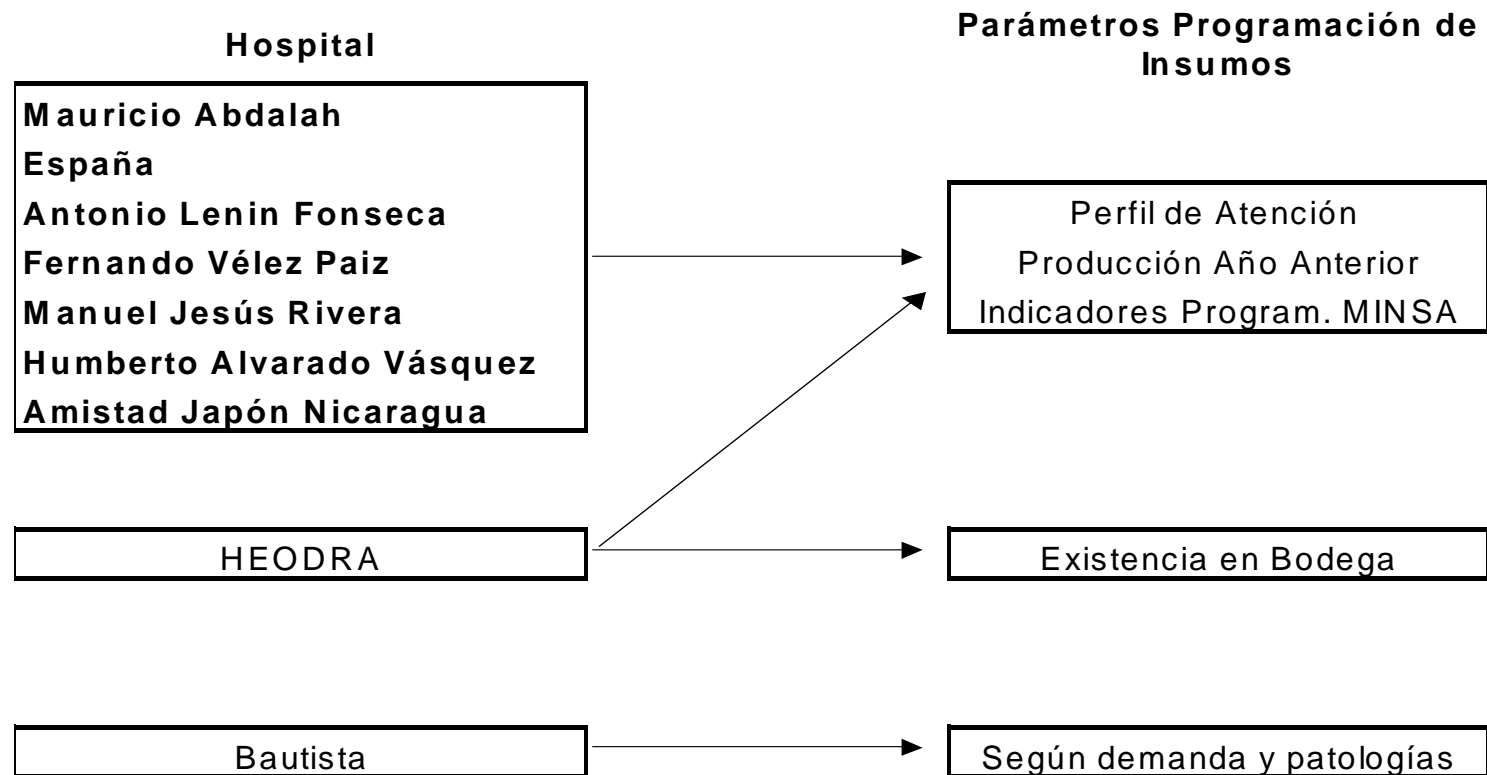 Hospital
Mauricio Abdalah
España
Antonio Lenin Fonseca
Fernando Vélez Paiz
Manuel Jesús Rivera
Humberto Alvarado Vásquez
Amistad Japón Nicaragua
HEODRA
Bautista
Parámetros Programación de
Insumos
Perfil de Atención
Producción Año Anterior
Indicadores Program. MINSA
Existencia en Bodega
Según demanda y patologías